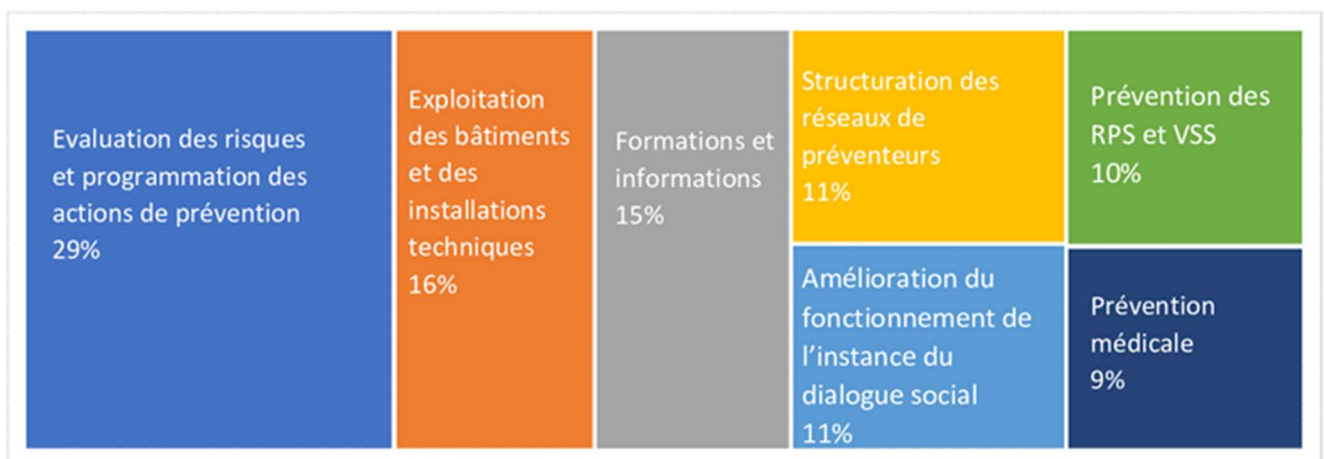 Evaluation des risques
et programmation des
actions de prévention
29%
Exploitation
des bâtiments
et des
installations
techniques
16%
Formations et
informations
15%
Structuration des
réseaux de
préventeurs
11%
Amélioration du
fonctionnement de
l'instance du
dialogue social
11%
Prévention des
RPS et VSS
10%
Prévention
médicale
9%